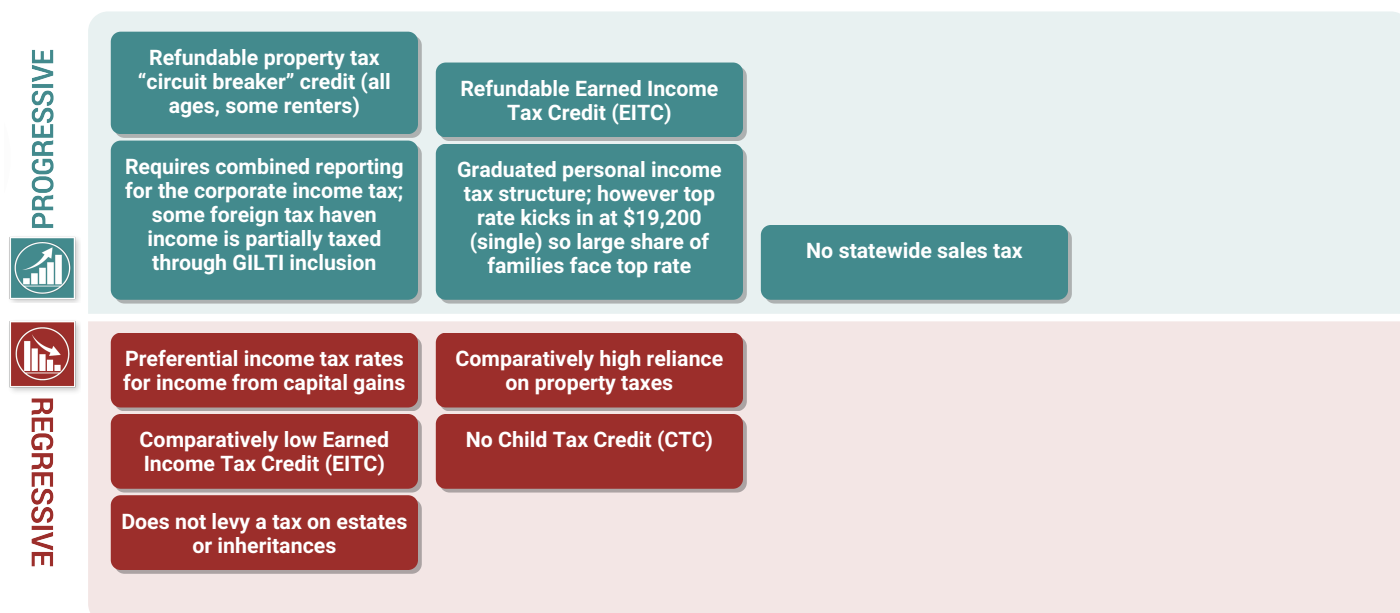 PROGRESSIVE
Refundable property tax
“circuit breaker” credit (all
ages, some renters)
Refundable Earned Income
Tax Credit (EITC)
Requires combined reporting
for the corporate income tax;
some foreign tax haven
income is partially taxed
through GILTI inclusion
Graduated personal income
tax structure; however top
rate kicks in at $19,200
(single) so large share of
families face top rate
No statewide sales tax
REGRESSIVE
Preferential income tax rates
for income from capital gains
Comparatively high reliance
on property taxes
Comparatively low Earned
Income Tax Credit (EITC)
No Child Tax Credit (CTC)
Does not levy a tax on estates
or inheritances